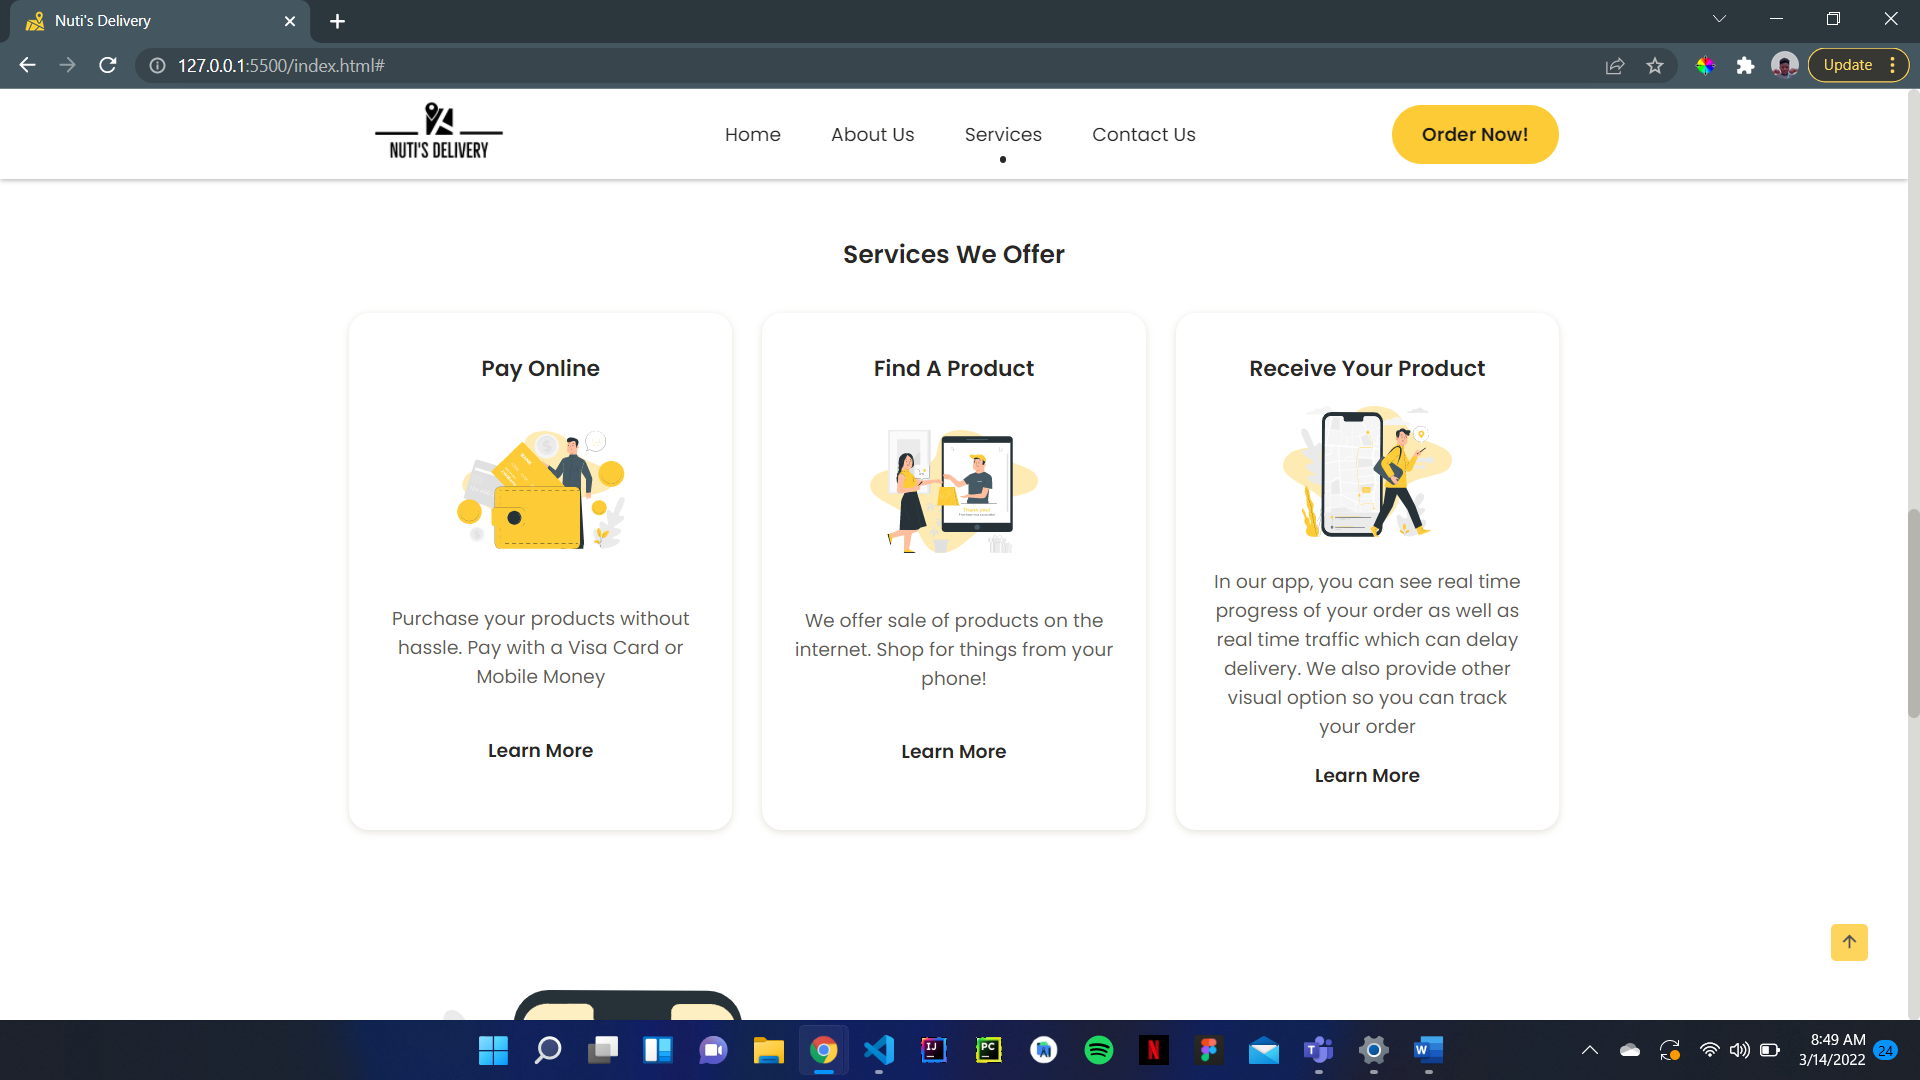 Nuti's Delivery
127.0.0.1:5500/index.html#
Update
NUTI'S DELIVERY
Home
About Us
Services
Contact Us
Order Now!
Services We Offer
Pay Online
Purchase your products without
hassle. Pay with a Visa Card or
Mobile Money
Learn More
Find A Product
Thank you!
We offer sale of products on the
internet. Shop for things from your
phone!
Learn More
Receive Your Product
In our app, you can see real time
progress of your order as well as
real time traffic which can delay
delivery. We also provide other
visual option so you can track
your order
Learn More
IJ
PC
N
T
W
8:49 AM
3/14/2022
24